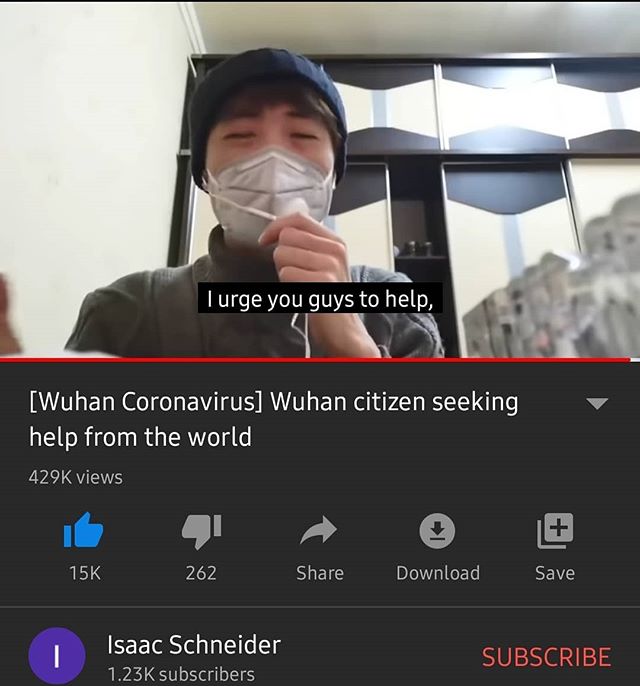 I urge you guys to help,
[Wuhan Coronavirus] Wuhan citizen seeking
help from the world
429K views
15K
262
Share
Download
Save
I
Isaac Schneider
1.23K subscribers
SUBSCRIBE